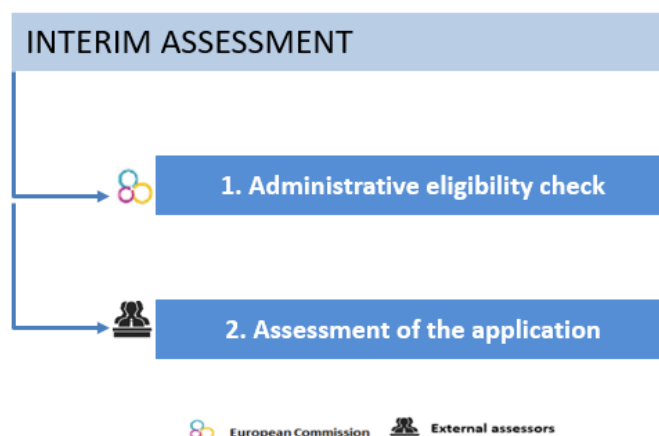 INTERIM ASSESSMENT
1. Administrative eligibility check
2. Assessment of the application
European Commission
External assessors